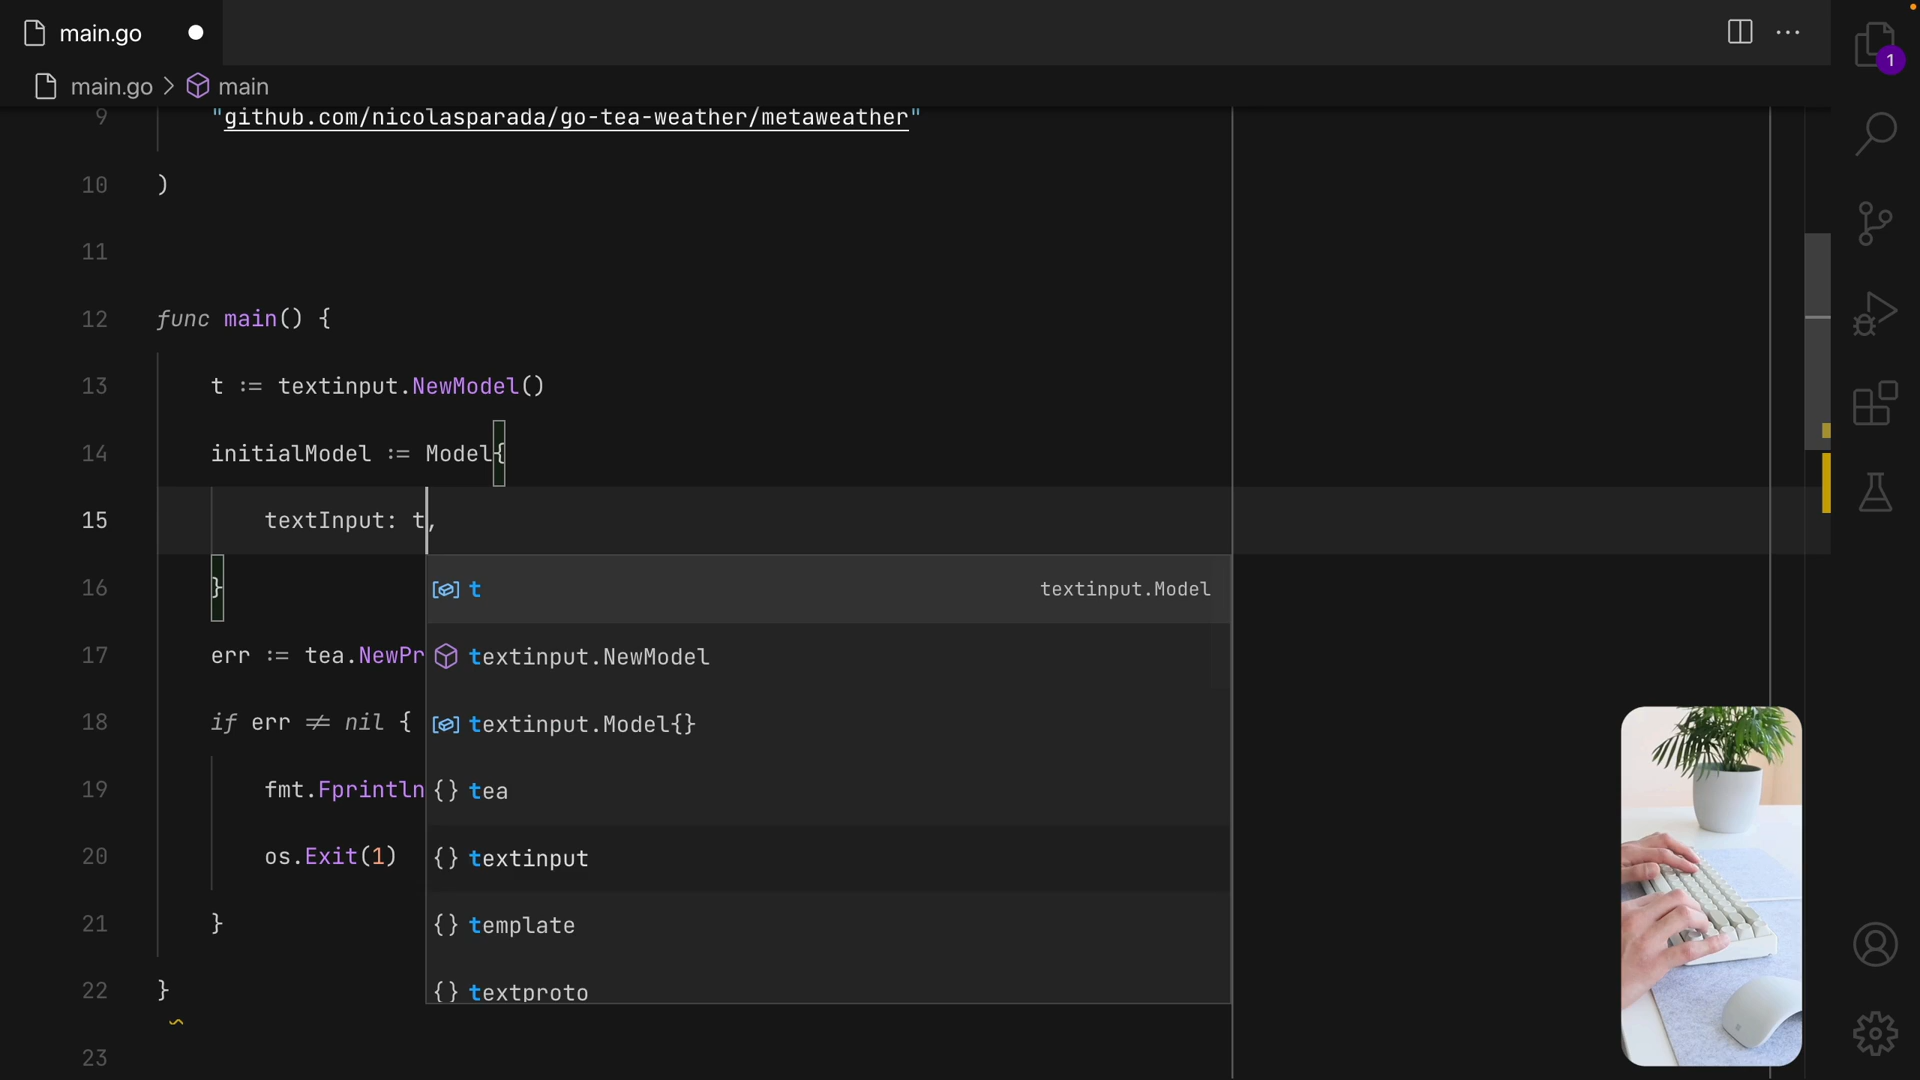 main.go
main.go > main
9 "github.com/nicolasparada/go-tea-weather/metaweather"
10 )
11
12 func main() {
13 t := textinput.NewModel()
14 initialModel := Model{
15 textInput: t,
16 }
t textinput.Model
textinput.NewModel
textinput.Model{}
{} tea
{} textinput
{} template
{} textproto
17 err := tea.NewPr
18 if err != nil {
19 fmt.Fprintln
20 os.Exit(1)
21 }
22 }
23
1